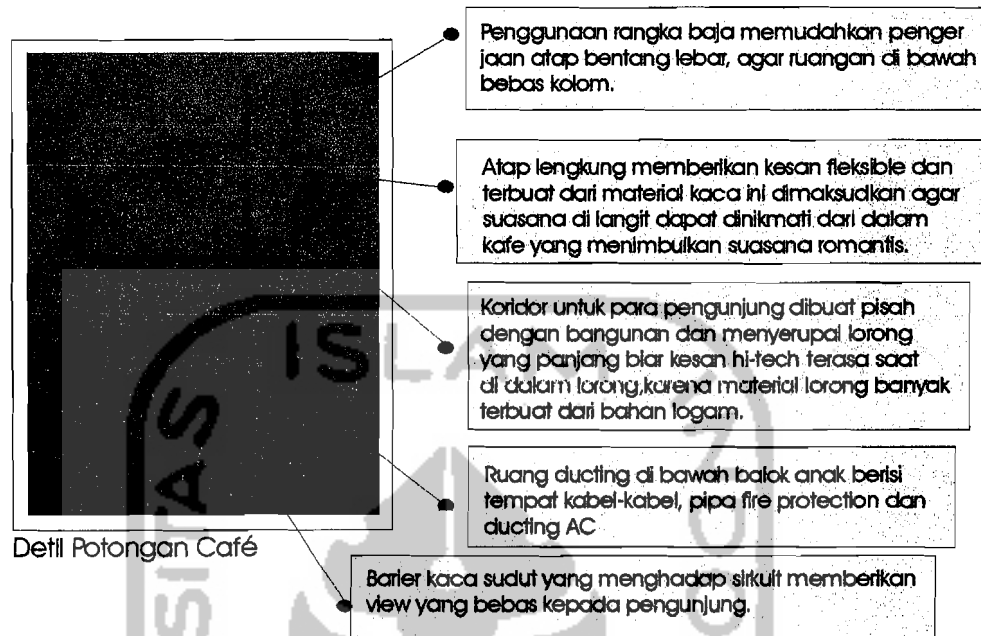 Penggunaan rangka baja memudahkan penger
jaan atap bentang lebar, agar ruangan di bawah
bebas kolom.
Atap lengkung memberikan kesan fleksible dan
terbuat dari material kaca ini dimaksudkan agar
suasana di langit dapat dinikmati dari dalam
kafe yang menimbulkan suasana romantis.
Koridor untuk para pengunjung dibuat pisah
dengan bangunan dan menyerupai lorong
yang panjang biar kesan hi-tech terasa saat
di dalam lorong,karena material lorong banyak
terbuat dari bahan logam.
Ruang ducting di bawah balok anak berisi
tempat kabel-kabel, pipa fire protection dan
ducting AC
Detil Potongan Café
Barier kaca sudut yang menghadap sirkuit memberikan
view yang bebas kepada pengunjung.
ISLAM
SITAS